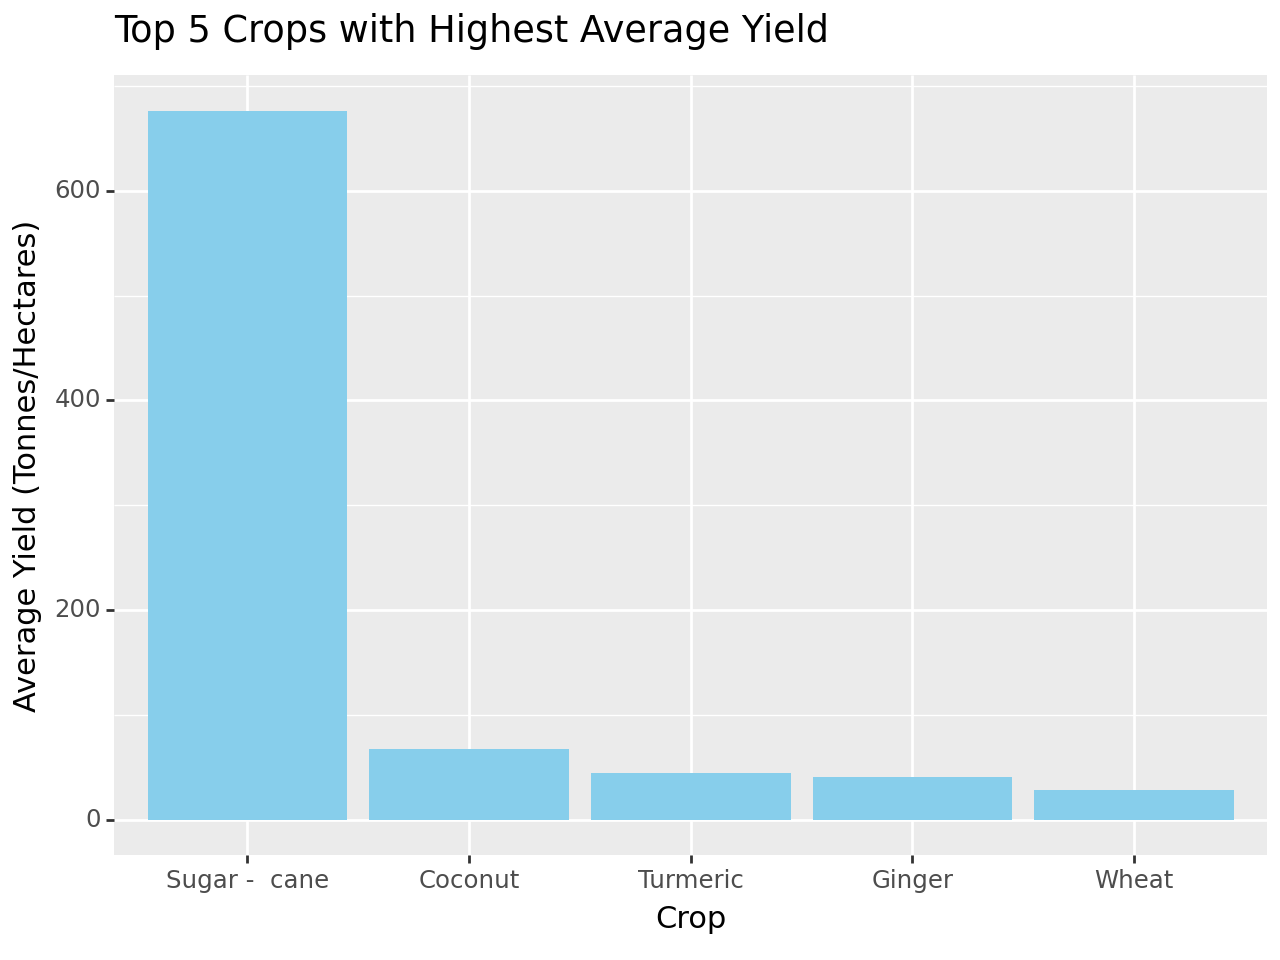 Top 5 Crops with Highest Average Yield
Average Yield (Tonnes/Hectares)
600
400
200
0
Sugar -  cane
Coconut
Turmeric
Ginger
Wheat
Crop